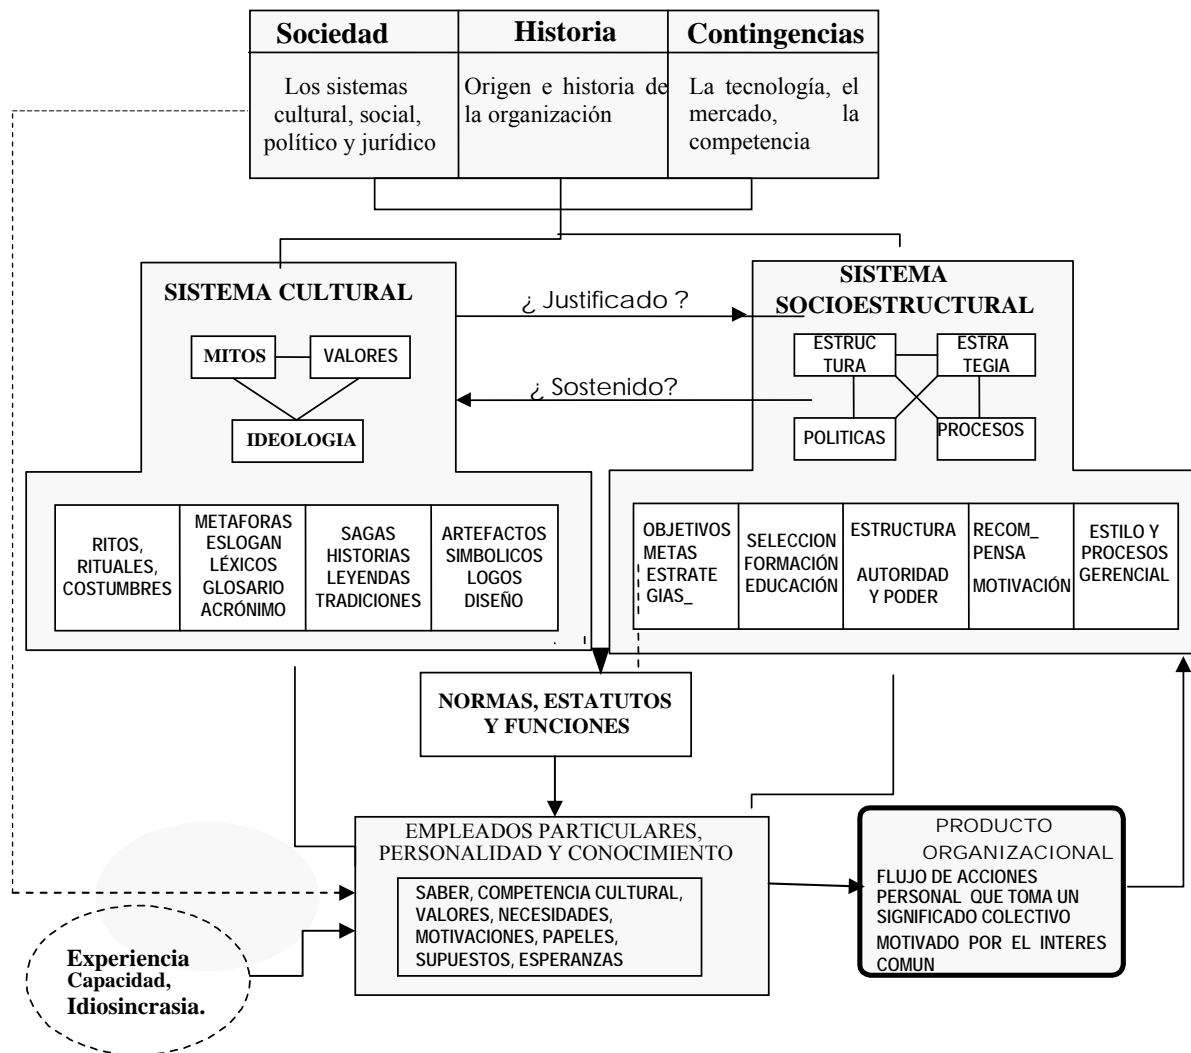 Sociedad
Historia
Contingencias
Los sistemas
cultural, social,
político y jurídico
Origen e historia de
la organización
La tecnología, el
mercado, la
competencia
SISTEMA CULTURAL
MITOS
VALORES
IDEOLOGIA
¿ Justificado ?
¿ Sostenido?
SISTEMA
SOCIOESTRUCTURAL
ESTRUC
TURA
ESTRA
TEGIA
POLITICAS
PROCESOS
RITOS,
RITUALES,
COSTUMBRES
METAFORAS
ESLOGAN
LÉXICOS
GLOSARIO
ACRÓNIMO
SAGAS
HISTORIAS
LEYENDAS
TRADICIONES
ARTEFACTOS
SIMBOLICOS
LOGOS
DISEÑO
OBJETIVOS
METAS
ESTRATE
GIAS_
SELECCION
FORMACIÓN
EDUCACIÓN
ESTRUCTURA
AUTORIDAD
Y PODER
RECOM_
PENSA
MOTIVACIÓN
ESTILO Y
PROCESOS
GERENCIAL
NORMAS, ESTATUTOS
Y FUNCIONES
EMPLEADOS PARTICULARES,
PERSONALIDAD Y CONOCIMIENTO
SABER, COMPETENCIA CULTURAL,
VALORES, NECESIDADES,
MOTIVACIONES, PAPELES,
SUPUESTOS, ESPERANZAS
PRODUCTO
ORGANIZACIONAL
FLUJO DE ACCIONES
PERSONAL QUE TOMA UN
SIGNIFICADO COLECTIVO
MOTIVADO POR EL INTERES
COMUN
Experiencia
Capacidad,
Idiosincrasia.